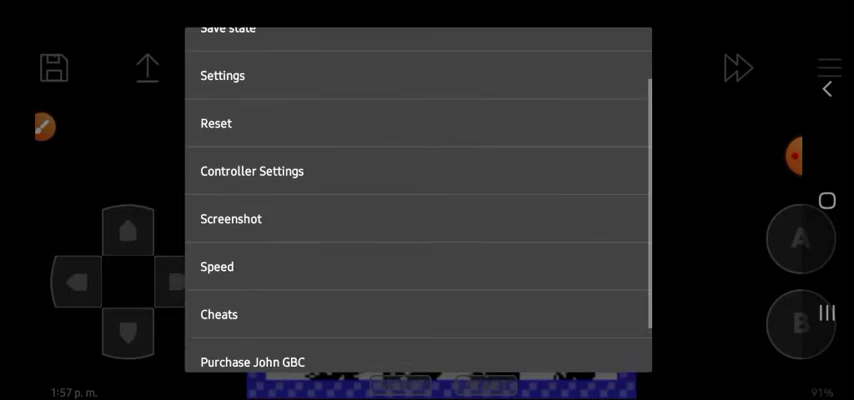 Save state
Settings
Reset
Controller Settings
Screenshot
A
Speed
Cheats
B
Purchase John GBC
1:57 p. m.
91%